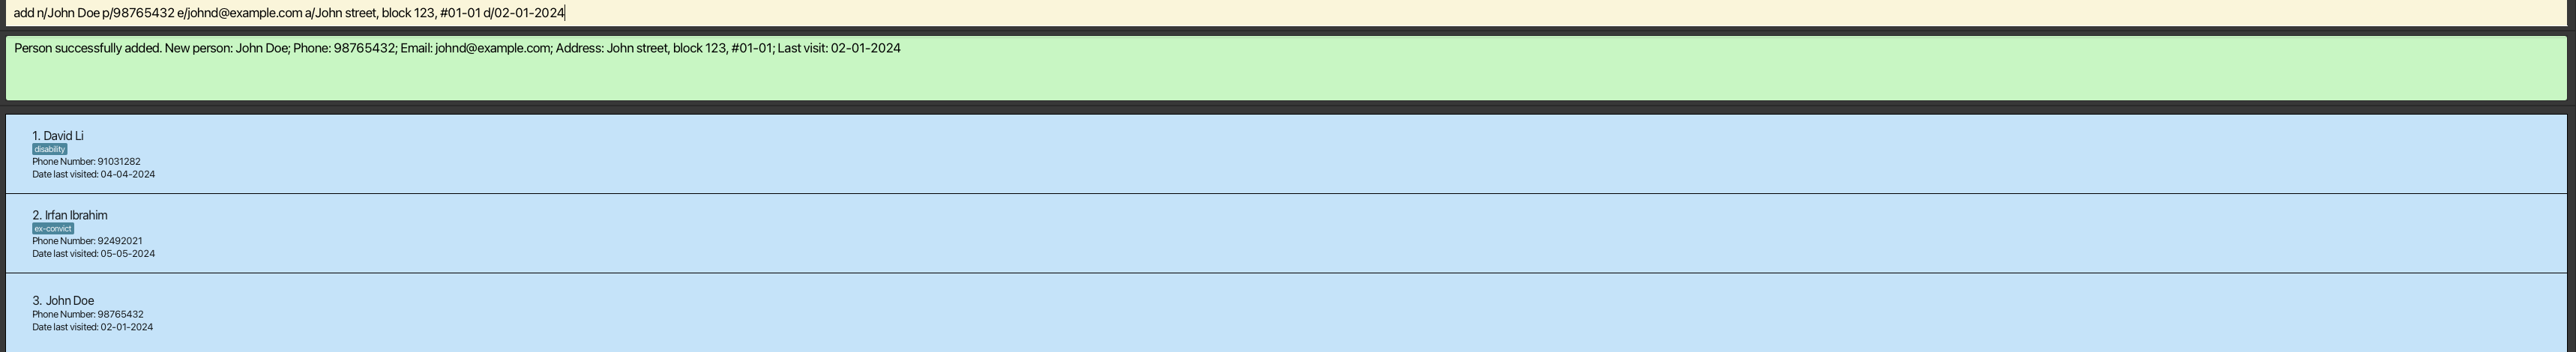 add n/John Doe p/98765432 e/johnd@example.com a/John street, block 123, #01-01 d/02-01-2024
Person successfully added. New person: John Doe; Phone: 98765432; Email: johnd@example.com; Address: John street, block 123, #01-01; Last visit: 02-01-2024
1. David Li
disability
Phone Number: 91031282
Date last visited: 04-04-2024
2. Irfan Ibrahim
ex-convict
Phone Number: 92492021
Date last visited: 05-05-2024
3. John Doe
Phone Number: 98765432
Date last visited: 02-01-2024